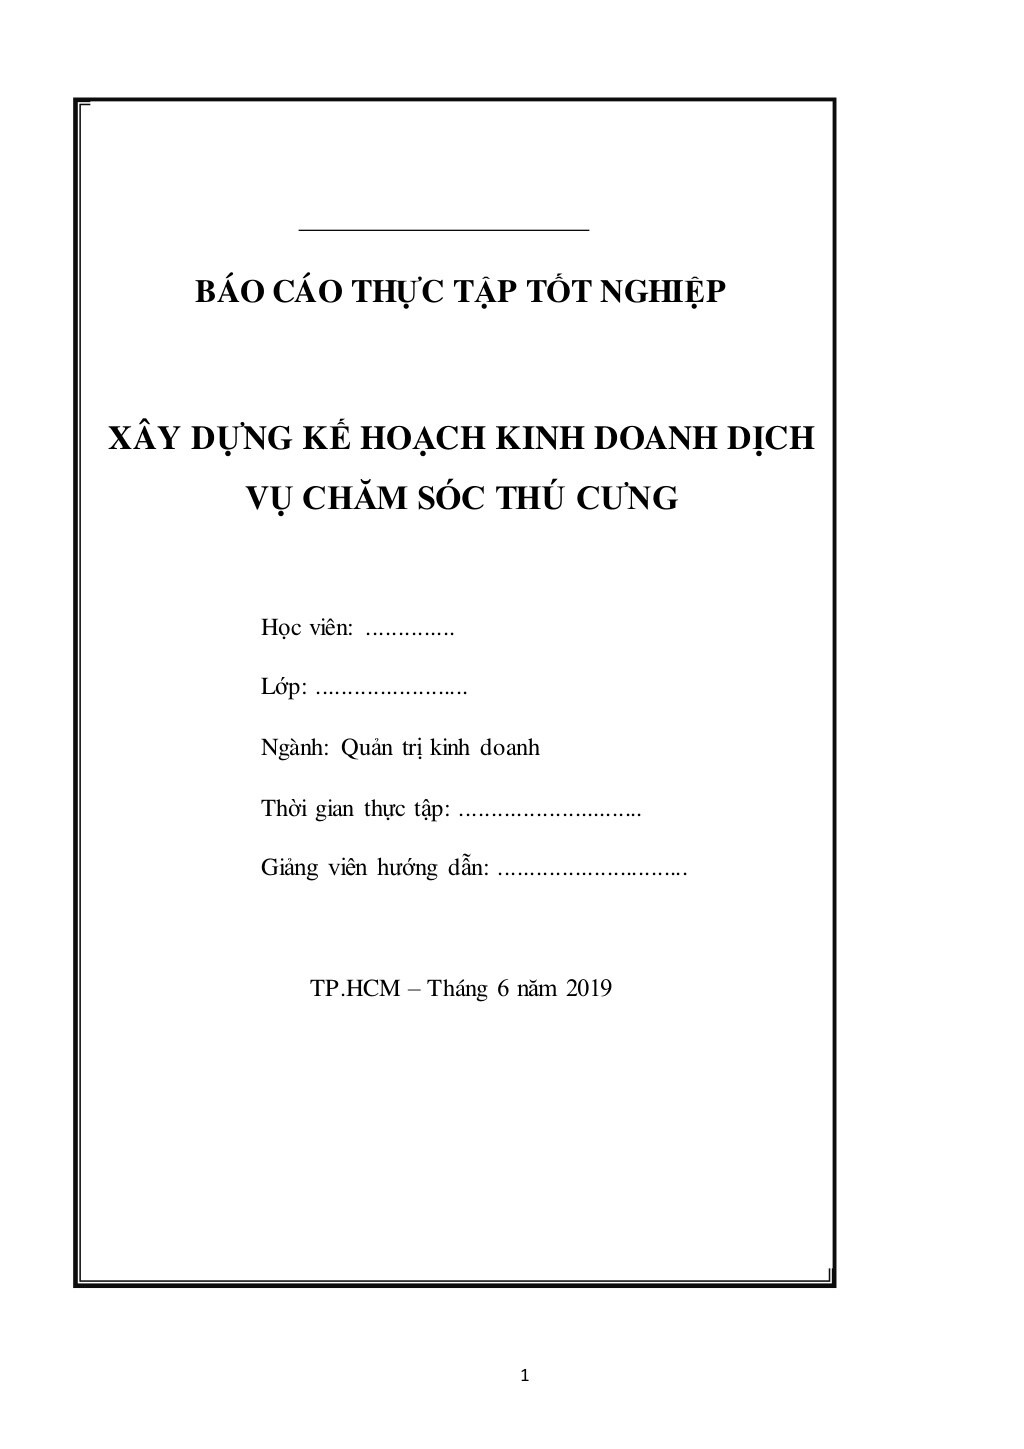 BÁO CÁO THỰC TẬP TỐT NGHIỆP
XÂY DỰNG KẾ HOẠCH KINH DOANH DỊCH
VỤ CHĂM SÓC THÚ CƯNG
Học viên: ..............
Lớp: ........................
Ngành: Quản trị kinh doanh
Thời gian thực tập: .............................
Giảng viên hướng dẫn: ..............................
TP.HCM – Tháng 6 năm 2019
1